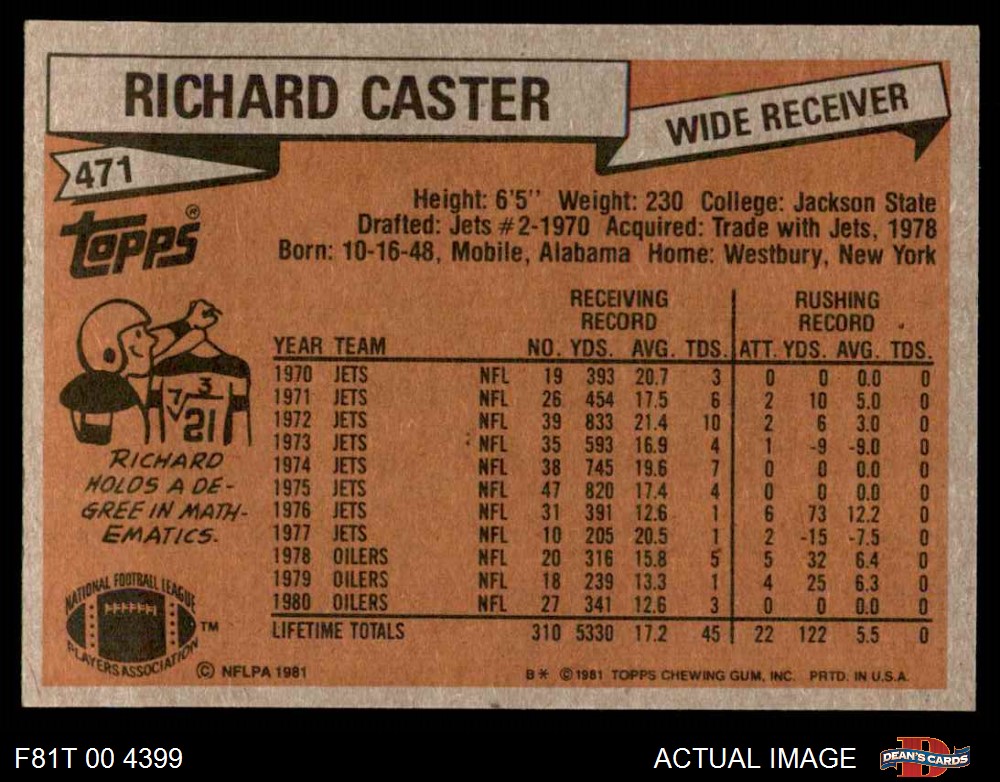 RICHARD CASTER
WIDE RECEIVER
471
topps®
Height: 6'5'' Weight: 230 College: Jackson State
Drafted: Jets #2-1970 Acquired: Trade with Jets, 1978
Born: 10-16-48, Mobile, Alabama Home: Westbury, New York
RECEIVING RECORD RUSHING RECORD
YEAR TEAM NO. YDS. AVG. TDS. ATT. YDS. AVG. TDS.
1970 JETS NFL 19 393 20.7 3 0 0 0.0 0
1971 JETS NFL 26 454 17.5 6 2 10 5.0 0
1972 JETS NFL 39 833 21.4 10 2 6 3.0 0
1973 JETS NFL 35 593 16.9 4 1 -9 -9.0 0
1974 JETS NFL 38 745 19.6 7 0 0 0.0 0
1975 JETS NFL 47 820 17.4 4 0 0 0.0 0
1976 JETS NFL 31 391 12.6 1 6 73 12.2 0
1977 JETS NFL 10 205 20.5 1 2 -15 -7.5 0
1978 OILERS NFL 20 316 15.8 5 5 32 6.4 0
1979 OILERS NFL 18 239 13.3 1 4 25 6.3 0
1980 OILERS NFL 27 341 12.6 3 0 0 0.0 0
LIFETIME TOTALS 310 5330 17.2 45 22 122 5.5 0
3
7√21
RICHARD
HOLDS A DE-
GREE IN MATH-
EMATICS.
NATIONAL FOOTBALL LEAGUE
PLAYERS ASSOCIATION ™
© NFLPA 1981
B* © 1981 TOPPS CHEWING GUM, INC. PRTD. IN U.S.A.
F81T 00 4399
ACTUAL IMAGE
DEAN'S CARDS